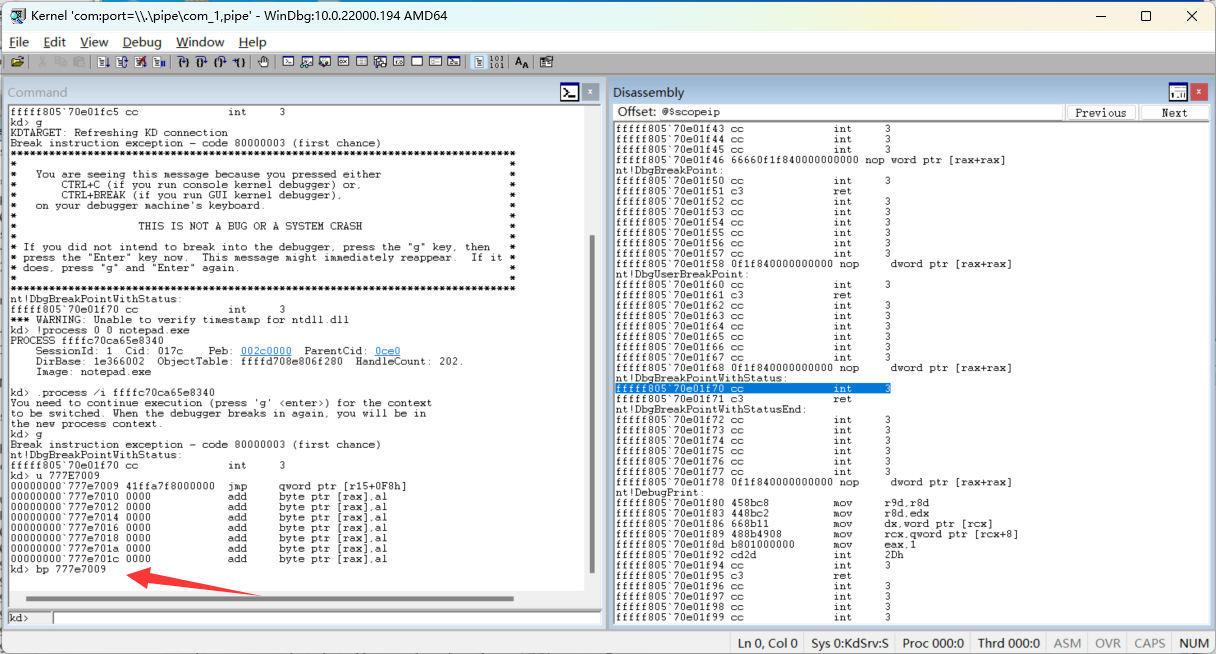 Kernel 'com:port=\\.\pipe\com_1,pipe' - WinDbg:10.0.22000.194 AMD64
File Edit View Debug Window Help
Command
fffff805`70e01fc5 cc int 3
kd> g
KDTARGET: Refreshing KD connection
Break instruction exception - code 80000003 (first chance)
*******************************************************************************
* *
* You are seeing this message because you pressed either *
* CTRL+C (if you run console kernel debugger) or, *
* CTRL+BREAK (if you run GUI kernel debugger), *
* on your debugger machine's keyboard. *
* *
* THIS IS NOT A BUG OR A SYSTEM CRASH *
* *
* If you did not intend to break into the debugger, press the "g" key, then *
* press the "Enter" key now. This message might immediately reappear. If it *
* does, press "g" and "Enter" again. *
* *
*******************************************************************************
nt!DbgBreakPointWithStatus:
fffff805`70e01f70 cc int 3
*** WARNING: Unable to verify timestamp for ntdll.dll
kd> !process 0 0 notepad.exe
PROCESS ffffc70ca65e8340
SessionId: 1 Cid: 017c Peb: 002c0000 ParentCid: 0ce0
DirBase: 1e366002 ObjectTable: ffffd708e806f280 HandleCount: 202.
Image: notepad.exe
kd> .process /i ffffc70ca65e8340
You need to continue execution (press 'g' <enter>) for the context
to be switched. When the debugger breaks in again, you will be in
the new process context.
kd> g
Break instruction exception - code 80000003 (first chance)
nt!DbgBreakPointWithStatus:
fffff805`70e01f70 cc int 3
kd> u 777E7009
00000000`777e7009 41ffa7f8000000 jmp qword ptr [r15+0F8h]
00000000`777e7010 0000 add byte ptr [rax],al
00000000`777e7012 0000 add byte ptr [rax],al
00000000`777e7014 0000 add byte ptr [rax],al
00000000`777e7016 0000 add byte ptr [rax],al
00000000`777e7018 0000 add byte ptr [rax],al
00000000`777e701a 0000 add byte ptr [rax],al
00000000`777e701c 0000 add byte ptr [rax],al
kd> bp 777e7009
kd>
Disassembly
Offset: @$scopeip Previous Next
fffff805`70e01f43 cc int 3
fffff805`70e01f44 cc int 3
fffff805`70e01f45 cc int 3
fffff805`70e01f46 66660f1f840000000000 nop word ptr [rax+rax]
nt!DbgBreakPoint:
fffff805`70e01f50 cc int 3
fffff805`70e01f51 c3 ret
fffff805`70e01f52 cc int 3
fffff805`70e01f53 cc int 3
fffff805`70e01f54 cc int 3
fffff805`70e01f55 cc int 3
fffff805`70e01f56 cc int 3
fffff805`70e01f57 cc int 3
fffff805`70e01f58 0f1f840000000000 nop dword ptr [rax+rax]
nt!DbgUserBreakPoint:
fffff805`70e01f60 cc int 3
fffff805`70e01f61 c3 ret
fffff805`70e01f62 cc int 3
fffff805`70e01f63 cc int 3
fffff805`70e01f64 cc int 3
fffff805`70e01f65 cc int 3
fffff805`70e01f66 cc int 3
fffff805`70e01f67 cc int 3
fffff805`70e01f68 0f1f840000000000 nop dword ptr [rax+rax]
nt!DbgBreakPointWithStatus:
fffff805`70e01f70 cc int 3
fffff805`70e01f71 c3 ret
nt!DbgBreakPointWithStatusEnd:
fffff805`70e01f72 cc int 3
fffff805`70e01f73 cc int 3
fffff805`70e01f74 cc int 3
fffff805`70e01f75 cc int 3
fffff805`70e01f76 cc int 3
fffff805`70e01f77 cc int 3
fffff805`70e01f78 0f1f840000000000 nop dword ptr [rax+rax]
nt!DebugPrint:
fffff805`70e01f80 458bc8 mov r9d,r8d
fffff805`70e01f83 448bc2 mov r8d,edx
fffff805`70e01f86 668b11 mov dx,word ptr [rcx]
fffff805`70e01f89 488b4908 mov rcx,qword ptr [rcx+8]
fffff805`70e01f8d b801000000 mov eax,1
fffff805`70e01f92 cd2d int 2Dh
fffff805`70e01f94 cc int 3
fffff805`70e01f95 c3 ret
fffff805`70e01f96 cc int 3
fffff805`70e01f97 cc int 3
fffff805`70e01f98 cc int 3
fffff805`70e01f99 cc int 3
Ln 0, Col 0 Sys 0:KdSrv:S Proc 000:0 Thrd 000:0 ASM OVR CAPS NUM